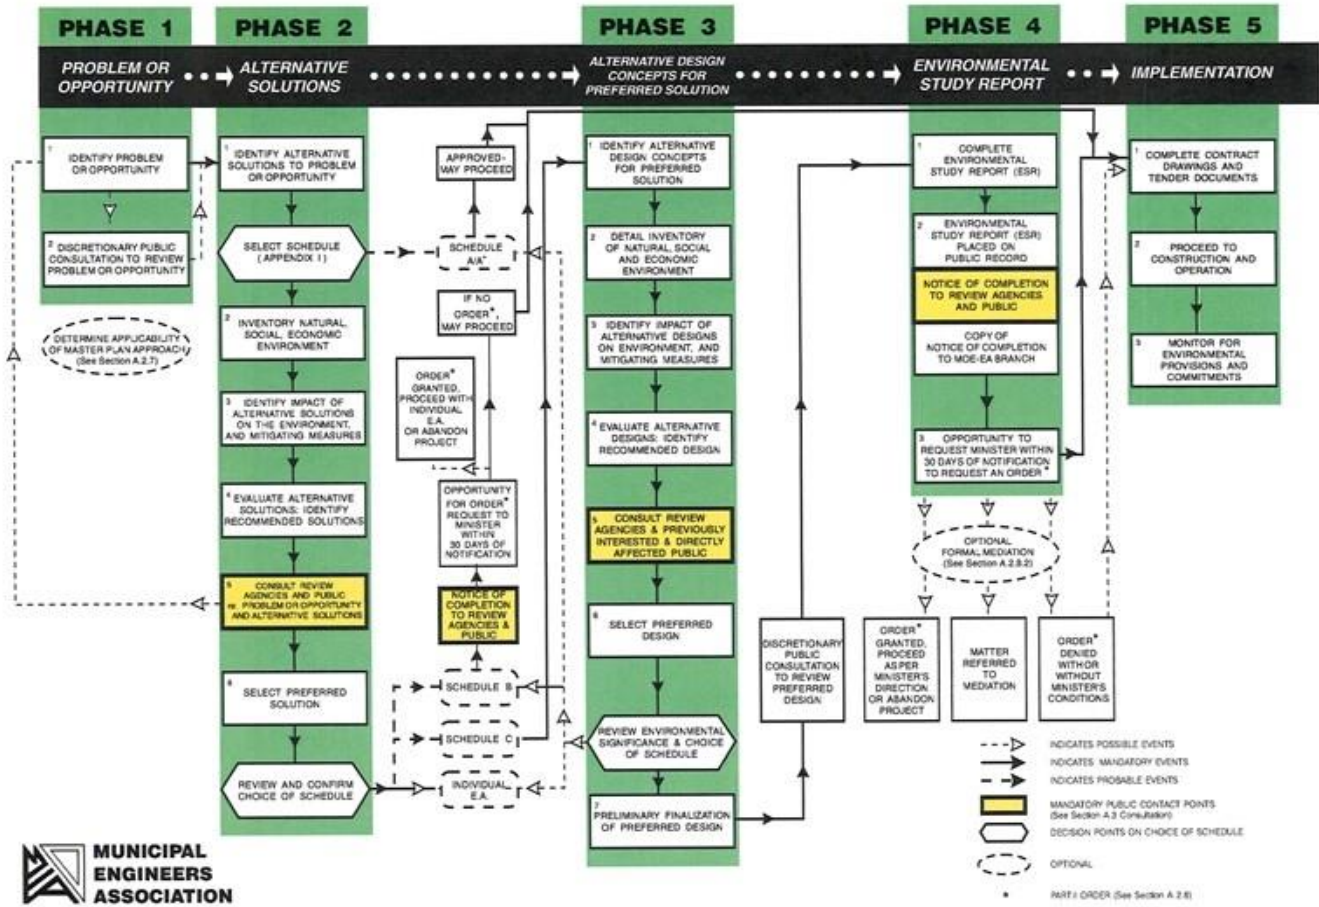 PHASE 1
PROBLEM OR
OPPORTUNITY
1
IDENTIFY PROBLEM
OR OPPORTUNITY
2
DISCRETIONARY PUBLIC
CONSULTATION TO REVIEW
PROBLEM OR OPPORTUNITY
DETERMINE APPLICABILITY
OF MASTER PLAN APPROACH
(See Section A.2.7)
PHASE 2
ALTERNATIVE
SOLUTIONS
1
IDENTIFY ALTERNATIVE
SOLUTIONS TO PROBLEM
OR OPPORTUNITY
SELECT SCHEDULE
(APPENDIX I)
2
INVENTORY NATURAL,
SOCIAL, ECONOMIC
ENVIRONMENT
3
IDENTIFY IMPACT OF
ALTERNATIVE SOLUTIONS
ON THE ENVIRONMENT,
AND MITIGATING MEASURES
4
EVALUATE ALTERNATIVE
SOLUTIONS: IDENTIFY
RECOMMENDED SOLUTIONS
5
CONSULT REVIEW
AGENCIES AND PUBLIC
re: PROBLEM OR OPPORTUNITY
AND ALTERNATIVE SOLUTIONS
6
SELECT PREFERRED
SOLUTION
REVIEW AND CONFIRM
CHOICE OF SCHEDULE
APPROVED-
MAY PROCEED
SCHEDULE
A/A+
IF NO
ORDER*,
MAY PROCEED
ORDER*
GRANTED,
PROCEED WITH
INDIVIDUAL
E.A.
OR ABANDON
PROJECT
OPPORTUNITY
FOR ORDER*
REQUEST TO
MINISTER
WITHIN
30 DAYS OF
NOTIFICATION
NOTICE OF
COMPLETION
TO REVIEW
AGENCIES &
PUBLIC
SCHEDULE B
SCHEDULE C
INDIVIDUAL
E.A.
PHASE 3
ALTERNATIVE DESIGN
CONCEPTS FOR
PREFERRED SOLUTION
1
IDENTIFY ALTERNATIVE
DESIGN CONCEPTS
FOR PREFERRED
SOLUTION
2
DETAIL INVENTORY
OF NATURAL, SOCIAL
AND ECONOMIC
ENVIRONMENT
3
IDENTIFY IMPACT OF
ALTERNATIVE DESIGNS
ON ENVIRONMENT, AND
MITIGATING MEASURES
4
EVALUATE ALTERNATIVE
DESIGNS: IDENTIFY
RECOMMENDED DESIGN
5
CONSULT REVIEW
AGENCIES & PREVIOUSLY
INTERESTED & DIRECTLY
AFFECTED PUBLIC
6
SELECT PREFERRED
DESIGN
REVIEW ENVIRONMENTAL
SIGNIFICANCE & CHOICE
OF SCHEDULE
7
PRELIMINARY FINALIZATION
OF PREFERRED DESIGN
DISCRETIONARY
PUBLIC
CONSULTATION
TO REVIEW
PREFERRED
DESIGN
PHASE 4
ENVIRONMENTAL
STUDY REPORT
1
COMPLETE
ENVIRONMENTAL
STUDY REPORT (ESR)
2
ENVIRONMENTAL
STUDY REPORT (ESR)
PLACED ON
PUBLIC RECORD
NOTICE OF COMPLETION
TO REVIEW AGENCIES
AND PUBLIC
COPY OF
NOTICE OF COMPLETION
TO MOE-EA BRANCH
3
OPPORTUNITY TO
REQUEST MINISTER WITHIN
30 DAYS OF NOTIFICATION
TO REQUEST AN ORDER*
OPTIONAL
FORMAL MEDIATION
(See Section A.2.8.2)
ORDER*
GRANTED,
PROCEED AS PER
MINISTER'S
DIRECTION
OR ABANDON
PROJECT
MATTER
REFERRED
TO
MEDIATION
ORDER*
DENIED
WITH OR
WITHOUT
MINISTER'S
CONDITIONS
PHASE 5
IMPLEMENTATION
1
COMPLETE CONTRACT
DRAWINGS AND
TENDER DOCUMENTS
2
PROCEED TO
CONSTRUCTION AND
OPERATION
3
MONITOR FOR
ENVIRONMENTAL
PROVISIONS AND
COMMITMENTS
INDICATES POSSIBLE EVENTS
INDICATES MANDATORY EVENTS
INDICATES PROBABLE EVENTS
MANDATORY PUBLIC CONTACT POINTS
(See Section A.3 Consultation)
DECISION POINTS ON CHOICE OF SCHEDULE
OPTIONAL
* PART II ORDER (See Section A.2.8)
MUNICIPAL
ENGINEERS
ASSOCIATION